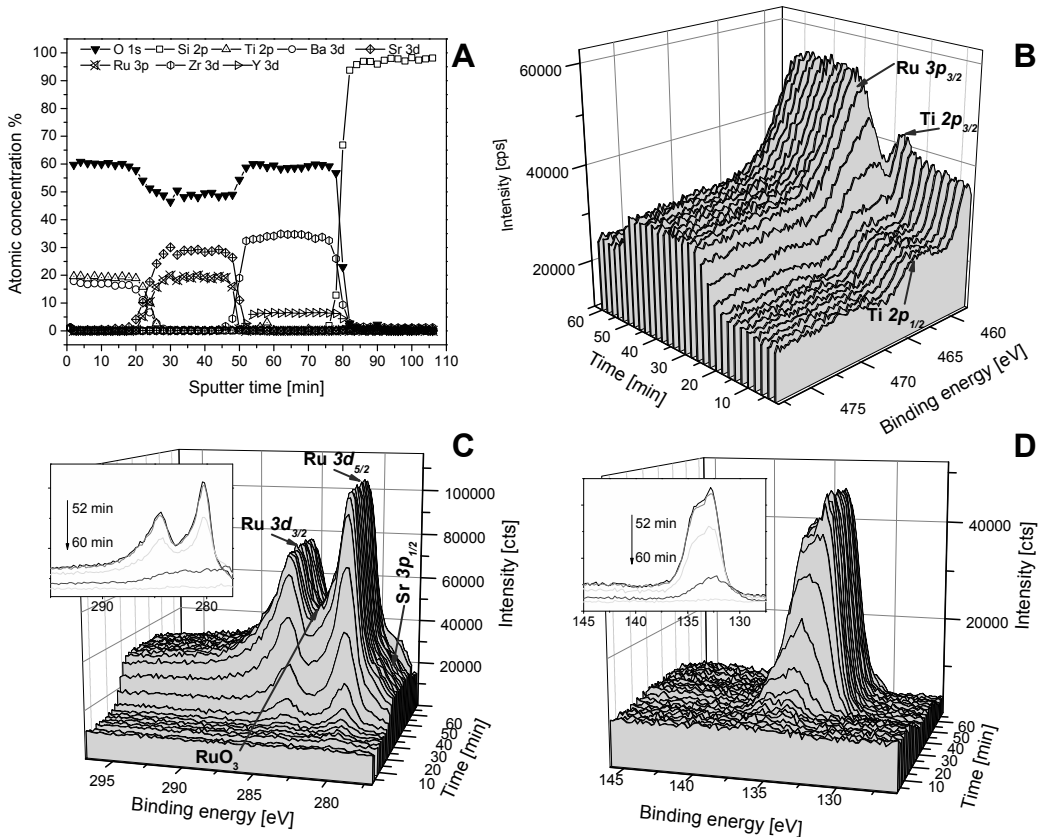 A
O 1s Si 2p Ti 2p Ba 3d Sr 3d
Ru 3p Zr 3d Y 3d
Atomic concentration %
100
90
80
70
60
50
40
30
20
10
0
0 10 20 30 40 50 60 70 80 90 100 110
Sputter time [min]
B
Ru 3p3/2
Ti 2p3/2
Ti 2p1/2
Intensity [cps]
60000
40000
20000
60 50 40 30 20 10
Time [min]
475 470 465 460
Binding energy [eV]
C
Ru 3d5/2
Ru 3d3/2
Sr 3p1/2
RuO3
52 min
60 min
290 280
100000
80000
60000
40000
20000
Intensity [cts]
60
50
40
30
20
10
Time [min]
295 290 285 280
Binding energy [eV]
D
52 min
60 min
145 140 135 130
40000
20000
Intensity [cts]
60
50
40
30
20
10
Time [min]
145 140 135 130
Binding energy [eV]